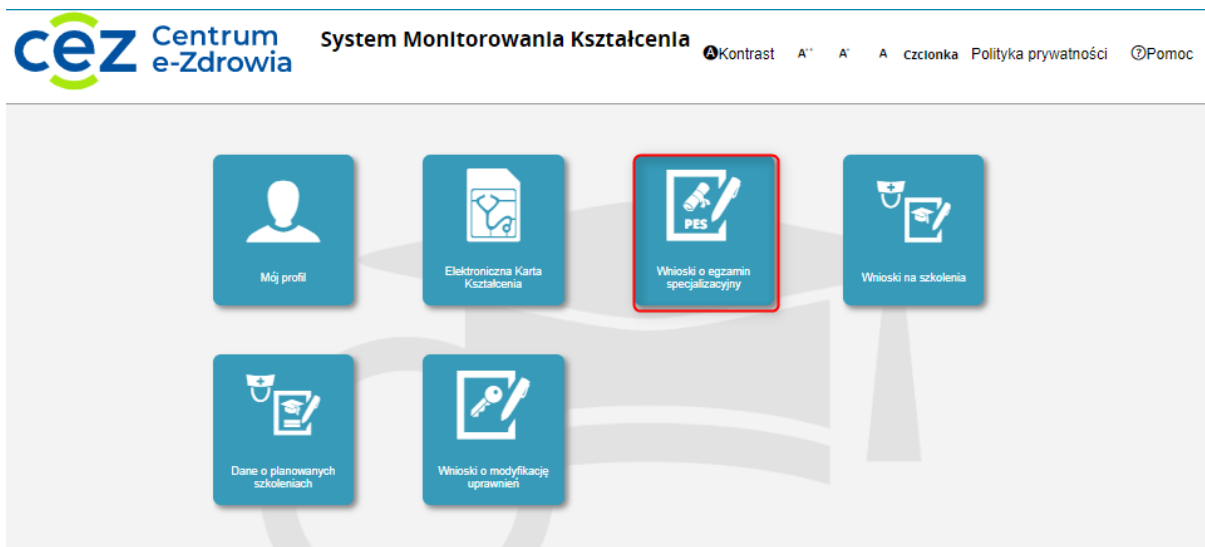 cez Centrum
e-Zdrowia
System Monitorowania Kształcenia
AKontrast A++ A+ A czcionka Polityka prywatności ?Pomoc
Mój profil
Elektroniczna Karta
Kształcenia
PES
Wnioski o egzamin
specjalizacyjny
Wnioski na szkolenia
Dane o planowanych
szkoleniach
Wnioski o modyfikację
uprawnień